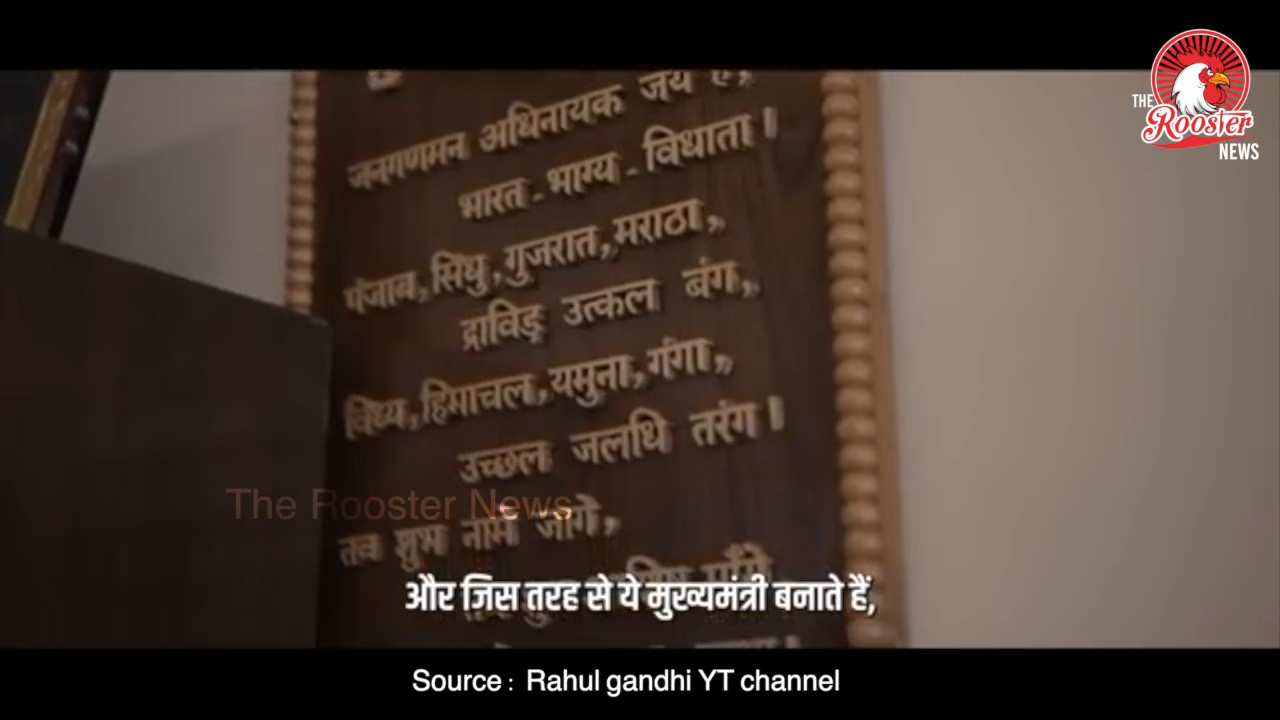 THE
Rooster
NEWS
जनगणमन अधिनायक जय हे,
भारत-भाग्य-विधाता।
पंजाब,सिंधु,गुजरात,मराठा,
द्राविड़ उत्कल बंग,
विंध्य,हिमाचल,यमुना,गंगा,
उच्छल जलधि तरंग।
The Rooster News
तव शुभ नामे जागे,
माँगे
और जिस तरह से ये मुख्यमंत्री बनाते हैं,
Source : Rahul gandhi YT channel